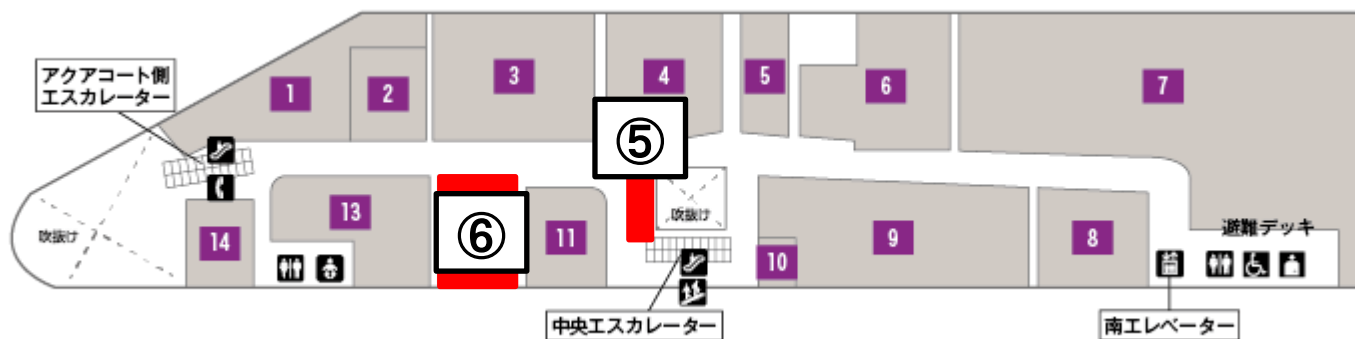 アクアコート側
エスカレーター
1
2
3
4
5
6
7
⑤
吹抜け
14
13
⑥
11
吹抜け
10
9
8
避難デッキ
中央エスカレーター
南エレベーター